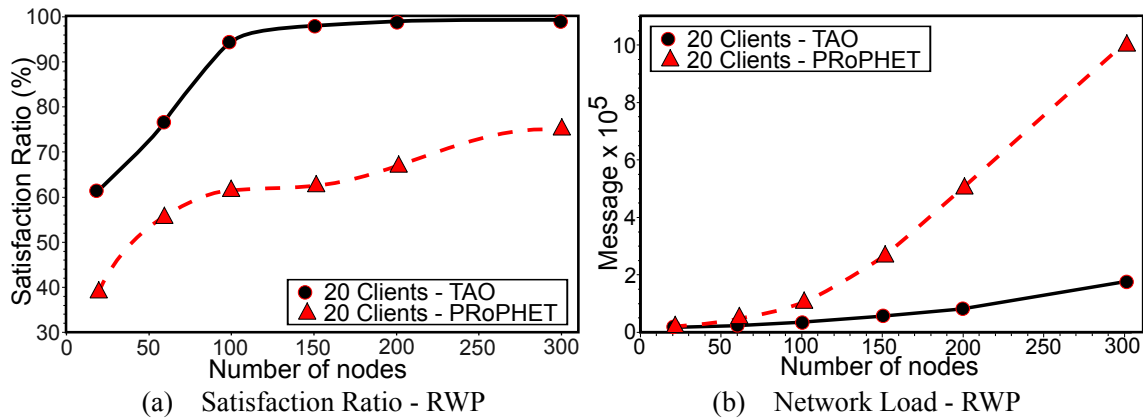 Satisfaction Ratio (%)
100
90
80
70
60
50
40
30
20 Clients - TAO
20 Clients - PRoPHET
0 50 100 150 200 250 300
Number of nodes
(a) Satisfaction Ratio - RWP
Message x 10^5
10
8
6
4
2
0
20 Clients - TAO
20 Clients - PRoPHET
0 50 100 150 200 250 300
Number of nodes
(b) Network Load - RWP